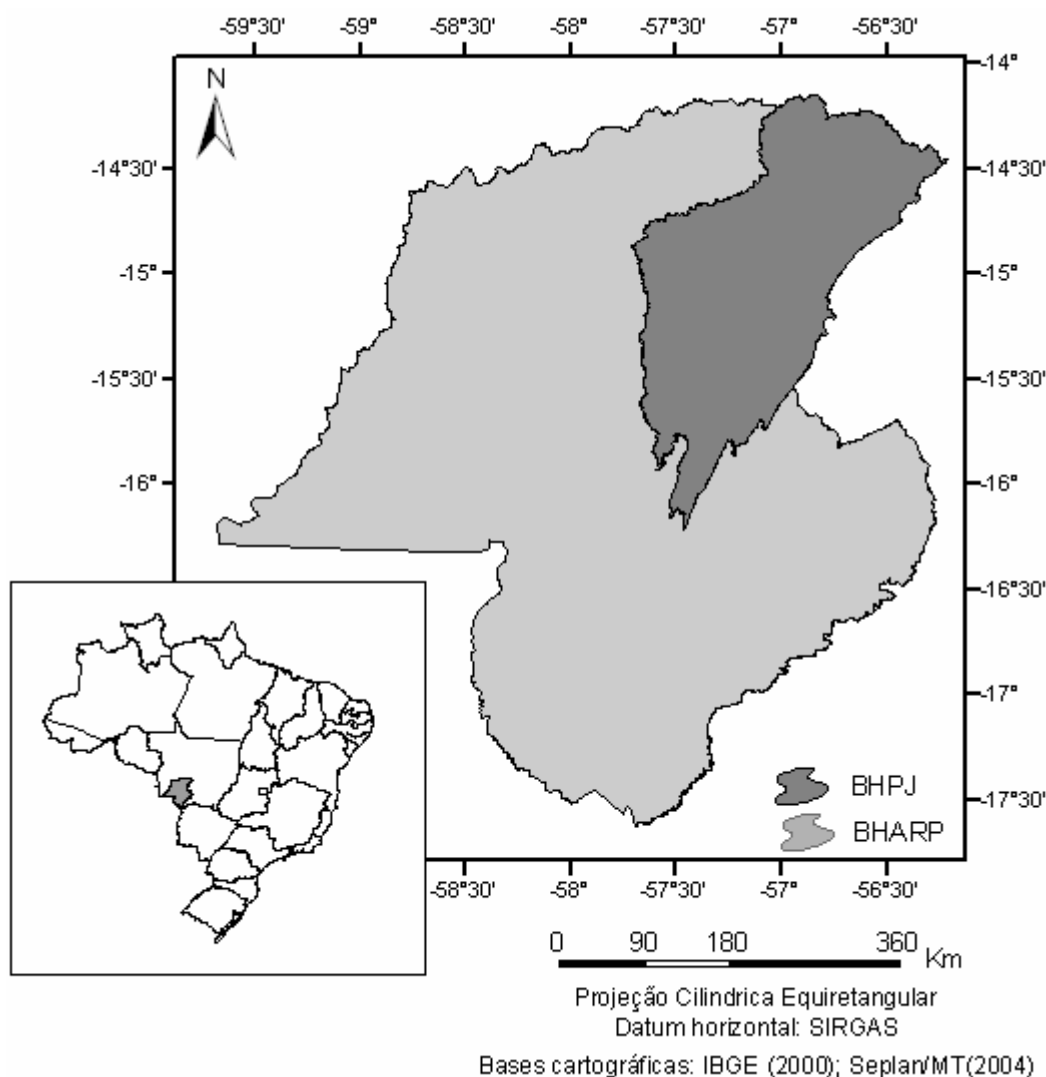 -59°30' -59° -58°30' -58° -57°30' -57° -56°30'
-14°
N
-14°30' -14°30'
-15° -15°
-15°30' -15°30'
-16° -16°
-16°30'
-17°
-17°30'
BHPJ
BHARP
-58°30' -58° -57°30' -57° -56°30'
0 90 180 360 Km
Projeção Cilindrica Equiretangular
Datum horizontal: SIRGAS
Bases cartográficas: IBGE (2000); Seplan/MT(2004)